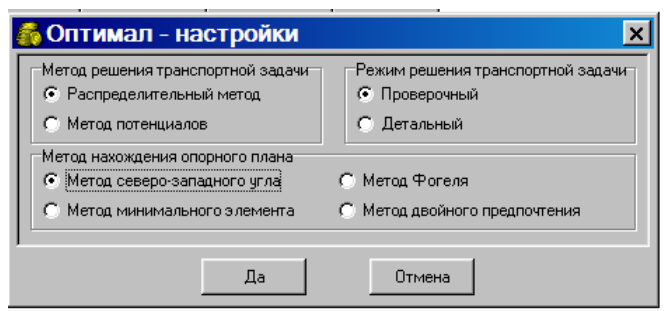 Оптимал - настройки
Метод решения транспортной задачи
Режим решения транспортной задачи
Распределительный метод
Проверочный
Метод потенциалов
Детальный
Метод нахождения опорного плана
Метод северо-западного угла
Метод Фогеля
Метод минимального элемента
Метод двойного предпочтения
Да
Отмена